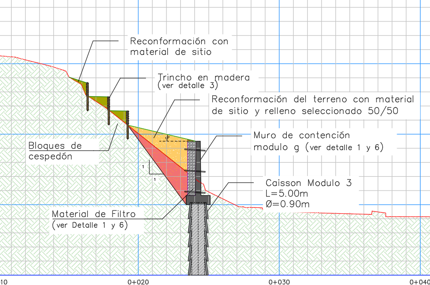 Reconformación con
material de sitio
Trincho en madera
(ver detalle 3)
Reconformación del terreno con material
de sitio y relleno seleccionado 50/50
Muro de contención
modulo g (ver detalle 1 y 6)
Bloques de
cespedón
Caisson Modulo 3
L=5.00m
Ø=0.90m
Material de Filtro
(ver Detalle 1 y 6)
10
0+020
0+030
0+040